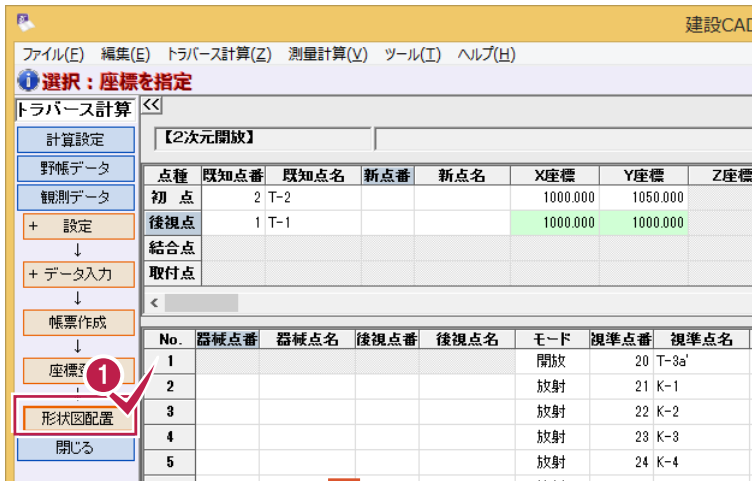 建設CAD
ファイル(F) 編集(E) トラバース計算(Z) 測量計算(V) ツール(T) ヘルプ(H)
選択：座標を指定
トラバース計算 <<
計算設定
野帳データ
観測データ
+ 設定
↓
+ データ入力
↓
帳票作成
↓
座標
1
形状図配置
閉じる
【2次元開放】
点種 既知点番 既知点名 新点番 新点名 X座標 Y座標 Z座標
初 点 2 T-2 1000.000 1050.000
後視点 1 T-1 1000.000 1000.000
結合点
取付点
<
No. 器械点番 器械点名 後視点番 後視点名 モード 視準点番 視準点名
1 開放 20 T-3a'
2 放射 21 K-1
3 放射 22 K-2
4 放射 23 K-3
5 放射 24 K-4